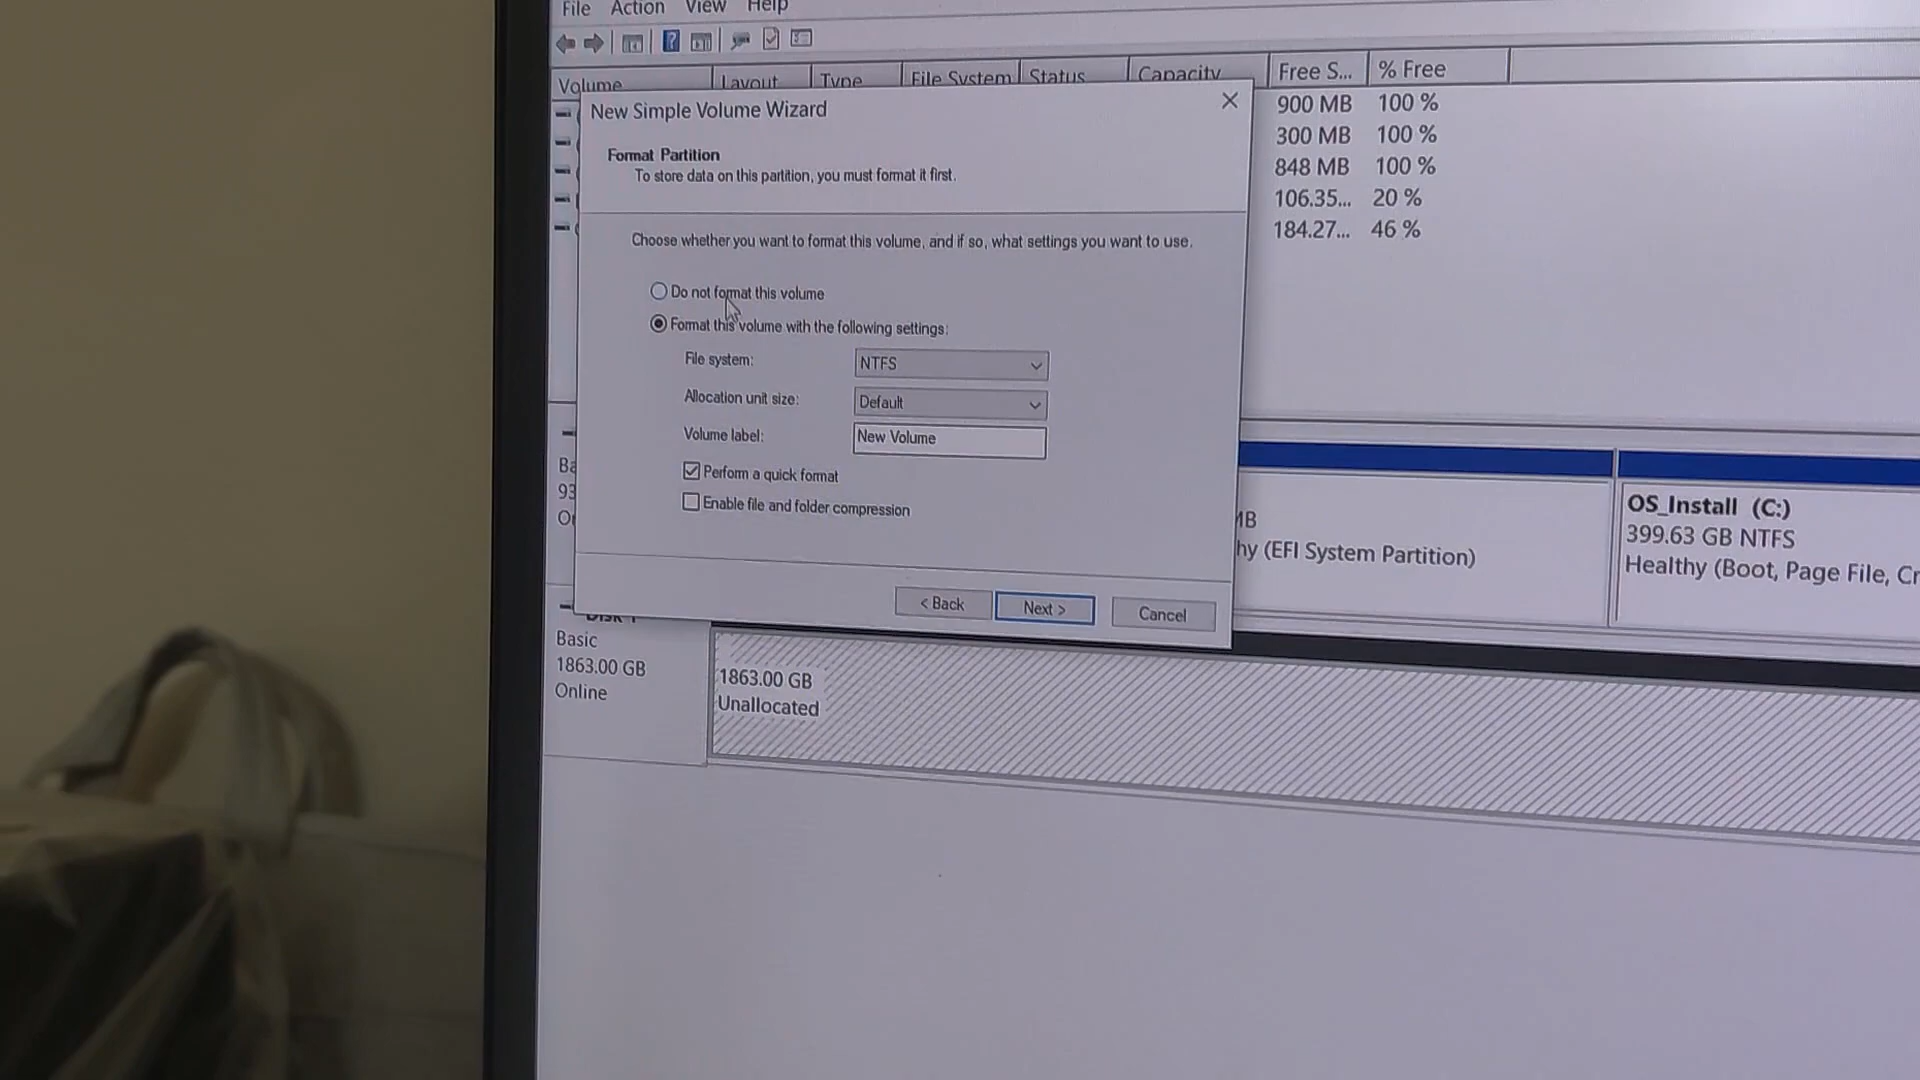 File Action View Help
Volume Layout Type File System Status Capacity Free S... % Free
900 MB 100 %
300 MB 100 %
848 MB 100 %
106.35... 20 %
184.27... 46 %
New Simple Volume Wizard
Format Partition
To store data on this partition, you must format it first.
Choose whether you want to format this volume, and if so, what settings you want to use.
Do not format this volume
Format this volume with the following settings:
File system: NTFS
Allocation unit size: Default
Volume label: New Volume
Perform a quick format
Enable file and folder compression
< Back Next > Cancel
Ba
93
On
MB
hy (EFI System Partition)
OS_Install (C:)
399.63 GB NTFS
Healthy (Boot, Page File, Cr
Disk 1
Basic
1863.00 GB
Online
1863.00 GB
Unallocated